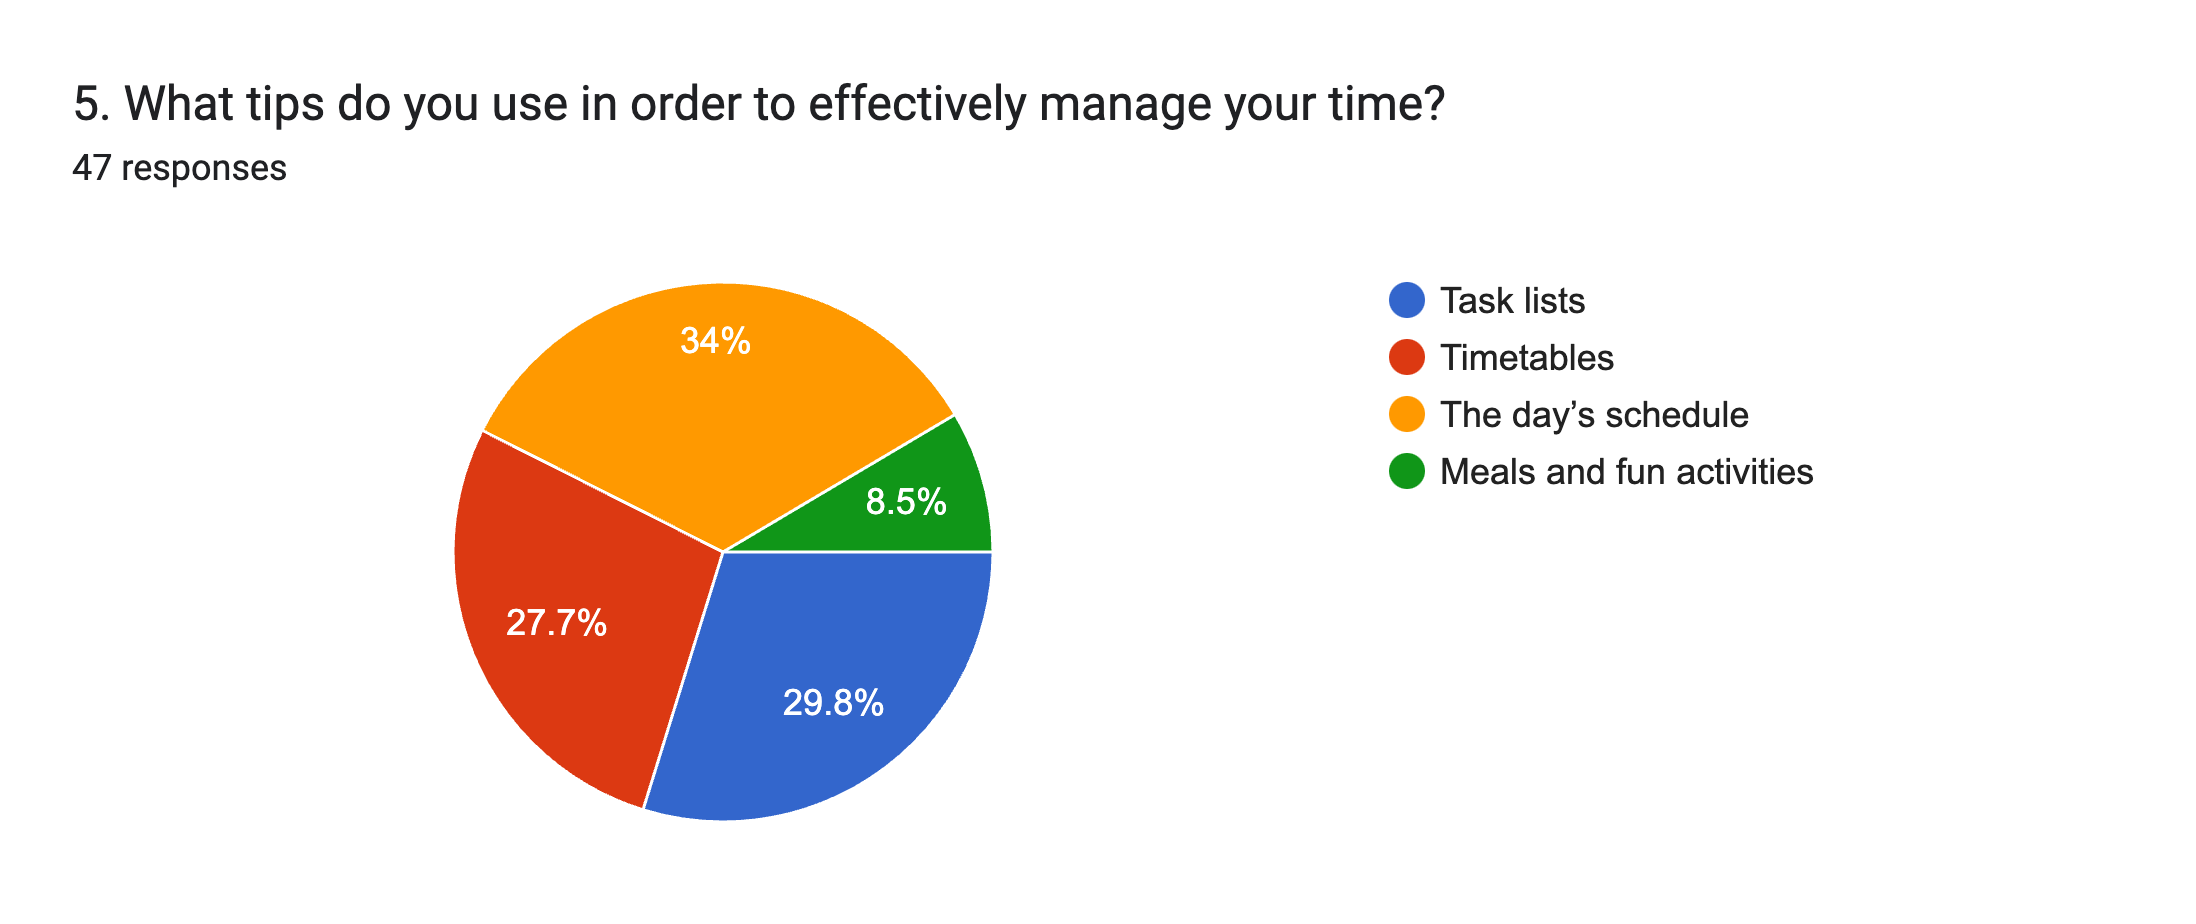 5. What tips do you use in order to effectively manage your time?
47 responses
34%
8.5%
27.7%
29.8%
Task lists
Timetables
The day’s schedule
Meals and fun activities